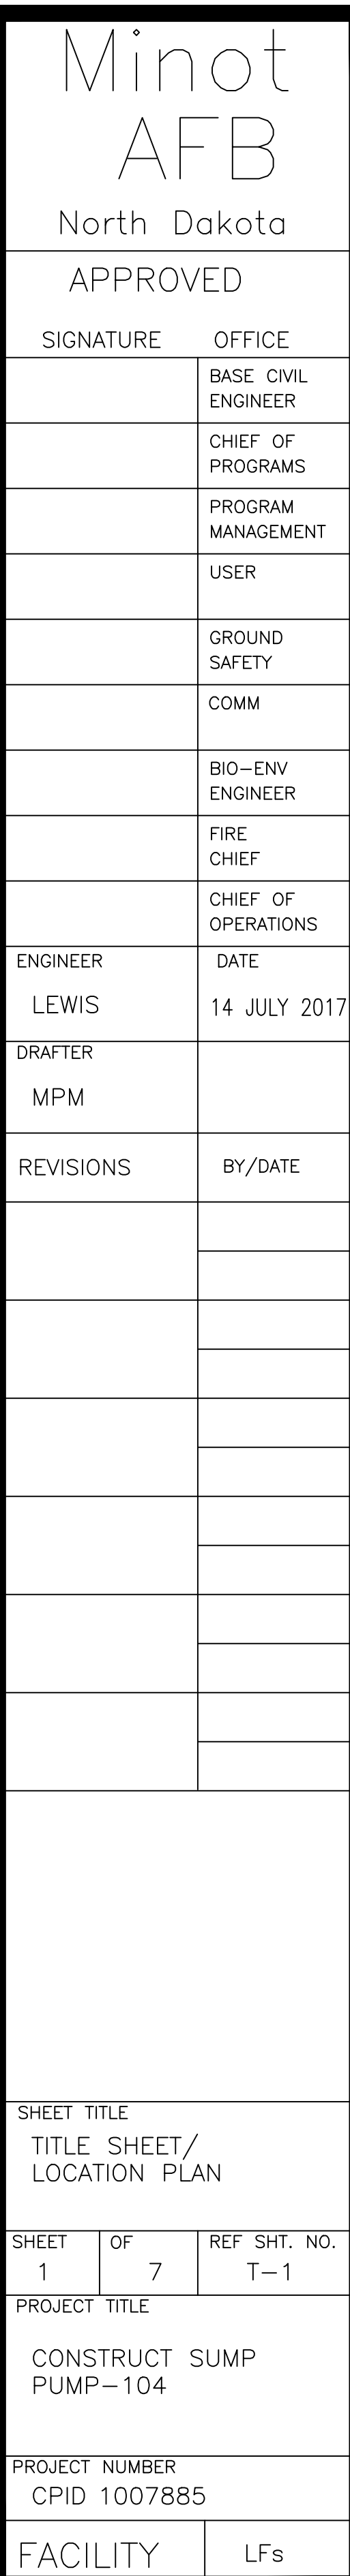 Minot
AFB
North Dakota
APPROVED
SIGNATURE OFFICE
BASE CIVIL
ENGINEER
CHIEF OF
PROGRAMS
PROGRAM
MANAGEMENT
USER
GROUND
SAFETY
COMM
BIO-ENV
ENGINEER
FIRE
CHIEF
CHIEF OF
OPERATIONS
ENGINEER DATE
LEWIS 14 JULY 2017
DRAFTER
MPM
REVISIONS BY/DATE
SHEET TITLE
TITLE SHEET/
LOCATION PLAN
SHEET OF REF SHT. NO.
1 7 T-1
PROJECT TITLE
CONSTRUCT SUMP
PUMP-104
PROJECT NUMBER
CPID 1007885
FACILITY LFs